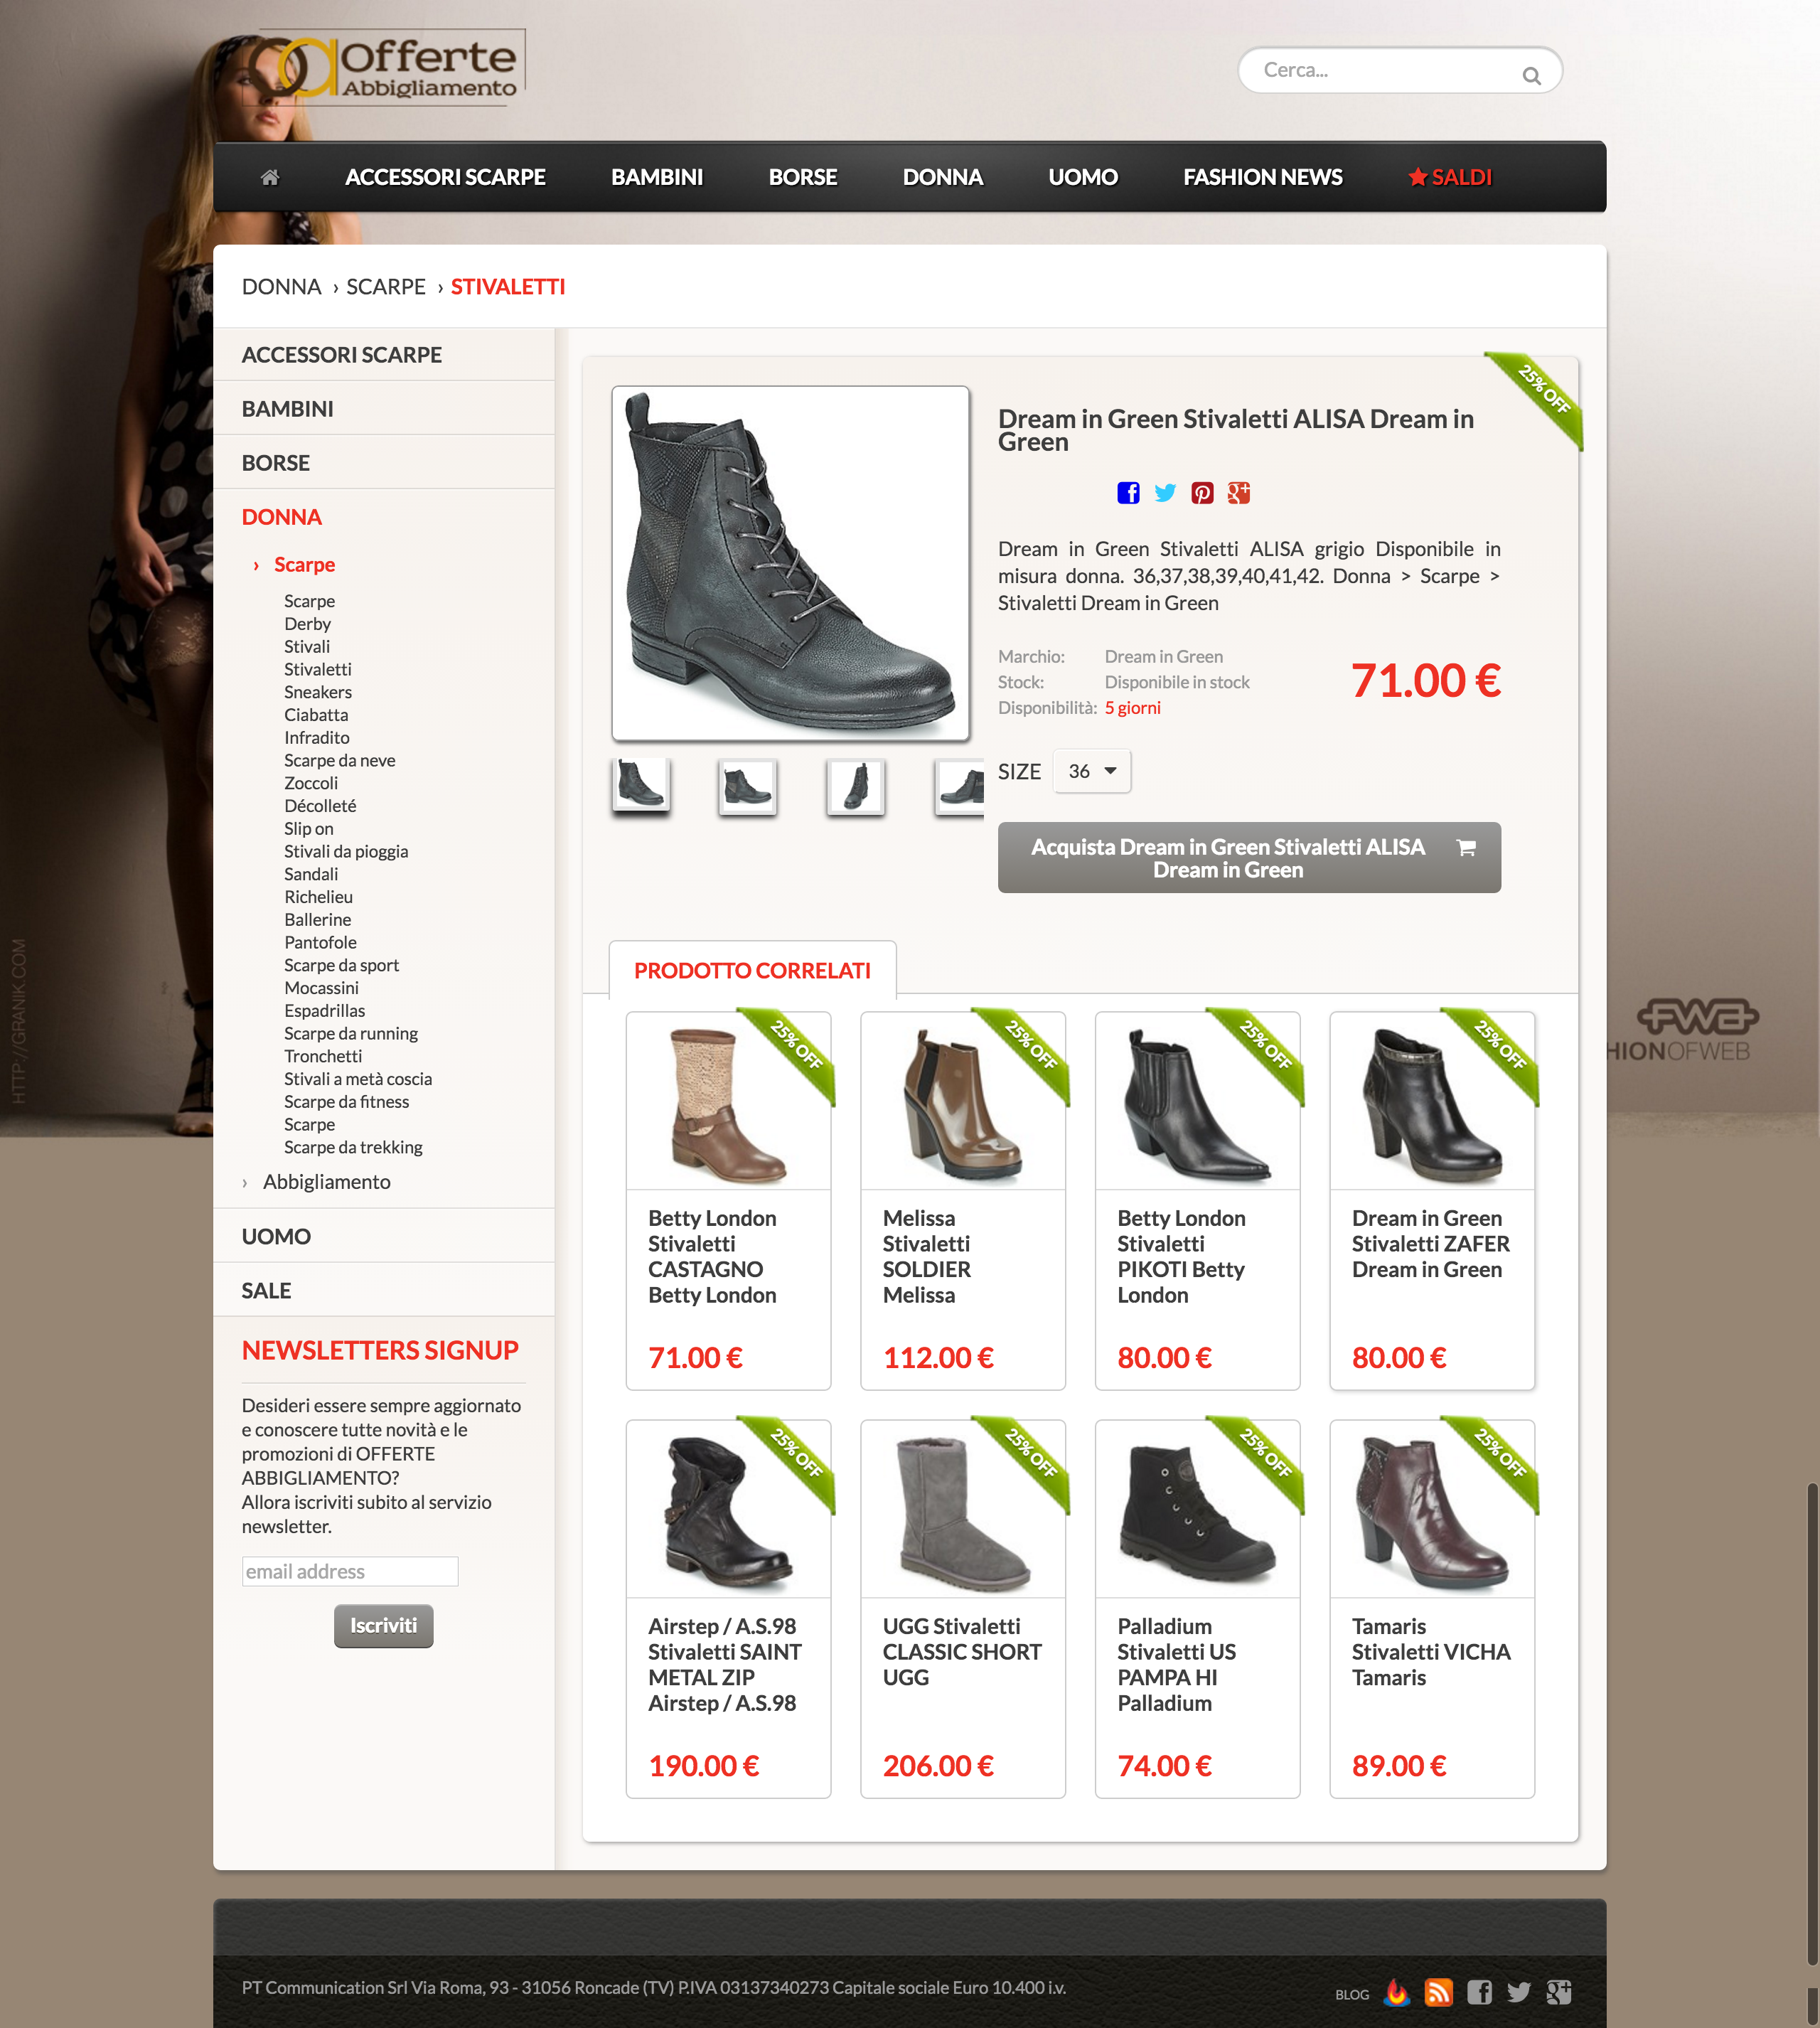 Offerte
Abbigliamento
Cerca...
ACCESSORI SCARPE
BAMBINI
BORSE
DONNA
UOMO
FASHION NEWS
SALDI
DONNA › SCARPE › STIVALETTI
ACCESSORI SCARPE
BAMBINI
BORSE
DONNA
› Scarpe
Scarpe
Derby
Stivali
Stivaletti
Sneakers
Ciabatta
Infradito
Scarpe da neve
Zoccoli
Décolleté
Slip on
Stivali da pioggia
Sandali
Richelieu
Ballerine
Pantofole
Scarpe da sport
Mocassini
Espadrillas
Scarpe da running
Tronchetti
Stivali a metà coscia
Scarpe da fitness
Scarpe
Scarpe da trekking
› Abbigliamento
UOMO
SALE
NEWSLETTERS SIGNUP
Desideri essere sempre aggiornato
e conoscere tutte novità e le
promozioni di OFFERTE
ABBIGLIAMENTO?
Allora iscriviti subito al servizio
newsletter.
email address
Iscriviti
25% OFF
Dream in Green Stivaletti ALISA Dream in
Green
Dream in Green Stivaletti ALISA grigio Disponibile in
misura donna. 36,37,38,39,40,41,42. Donna > Scarpe >
Stivaletti Dream in Green
Marchio: Dream in Green
Stock: Disponibile in stock
Disponibilità: 5 giorni
71.00 €
SIZE 36
Acquista Dream in Green Stivaletti ALISA
Dream in Green
PRODOTTO CORRELATI
25% OFF
Betty London
Stivaletti
CASTAGNO
Betty London
71.00 €
25% OFF
Melissa
Stivaletti
SOLDIER
Melissa
112.00 €
25% OFF
Betty London
Stivaletti
PIKOTI Betty
London
80.00 €
25% OFF
Dream in Green
Stivaletti ZAFER
Dream in Green
80.00 €
25% OFF
Airstep / A.S.98
Stivaletti SAINT
METAL ZIP
Airstep / A.S.98
190.00 €
25% OFF
UGG Stivaletti
CLASSIC SHORT
UGG
206.00 €
25% OFF
Palladium
Stivaletti US
PAMPA HI
Palladium
74.00 €
25% OFF
Tamaris
Stivaletti VICHA
Tamaris
89.00 €
HTTP://GRANIK.COM
FWA
HIONOFWEB
PT Communication Srl Via Roma, 93 - 31056 Roncade (TV) P.IVA 03137340273 Capitale sociale Euro 10.400 i.v.
BLOG